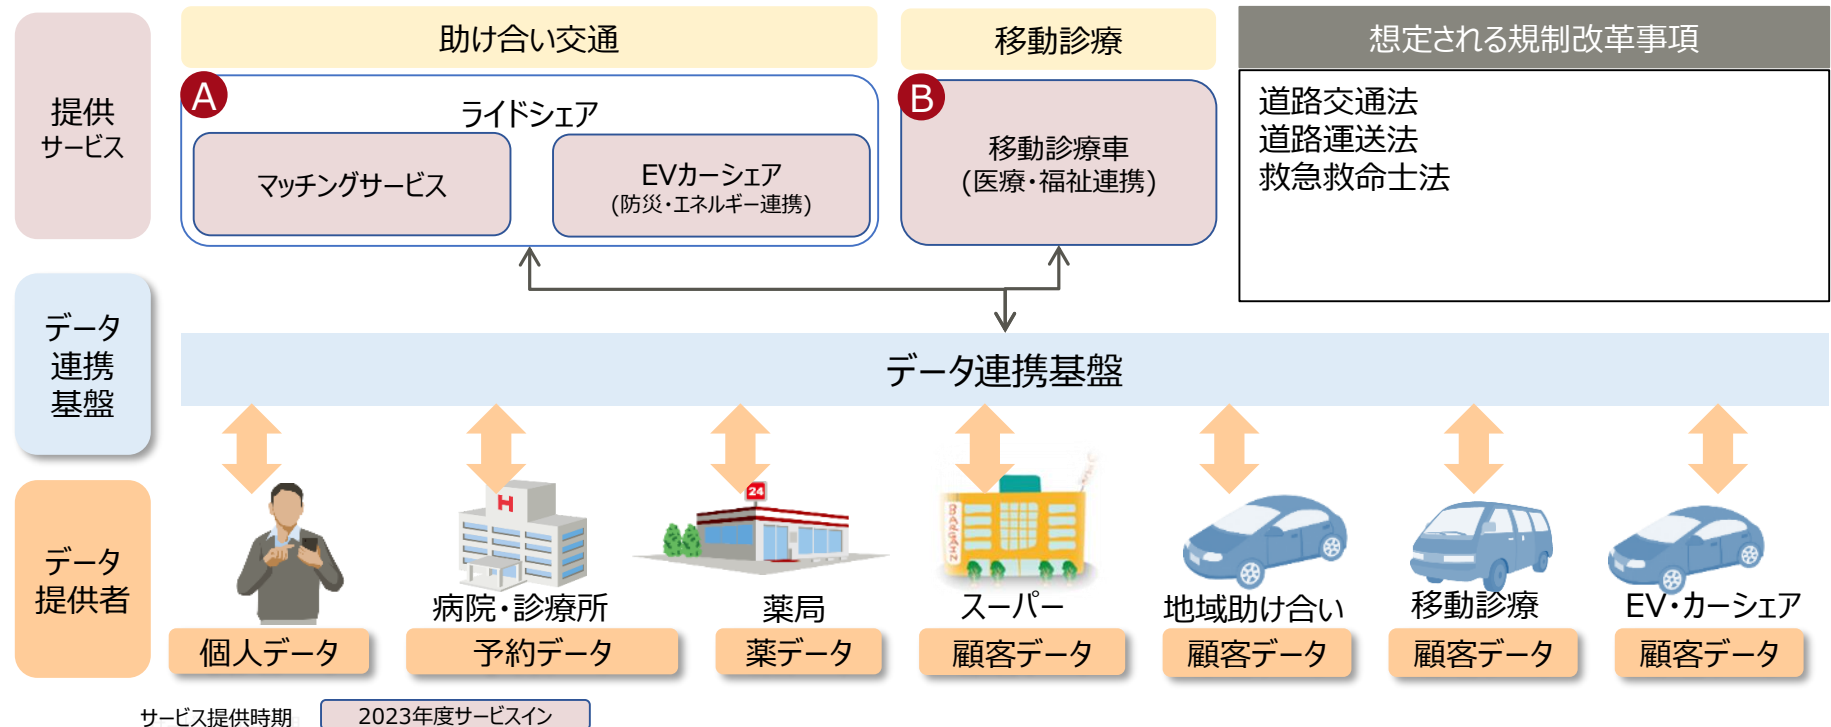 助け合い交通
移動診療
想定される規制改革事項
提供
サービス
A
ライドシェア
マッチングサービス
EVカーシェア
(防災・エネルギー連携)
B
移動診療車
(医療・福祉連携)
道路交通法
道路運送法
救急救命士法
データ
連携
基盤
データ連携基盤
データ
提供者
H
24
BARGAIN
病院・診療所
薬局
スーパー
地域助け合い
移動診療
EV・カーシェア
個人データ
予約データ
薬データ
顧客データ
顧客データ
顧客データ
顧客データ
サービス提供時期
2023年度サービスイン